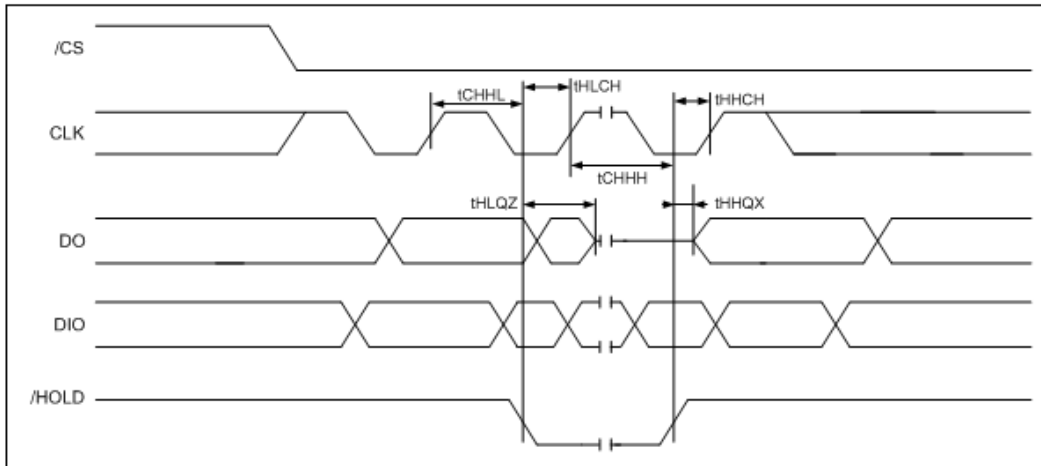 /CS
tCHHL
tHLCH
tHHCH
CLK
tCHHH
tHLQZ
tHHQX
DO
DIO
/HOLD